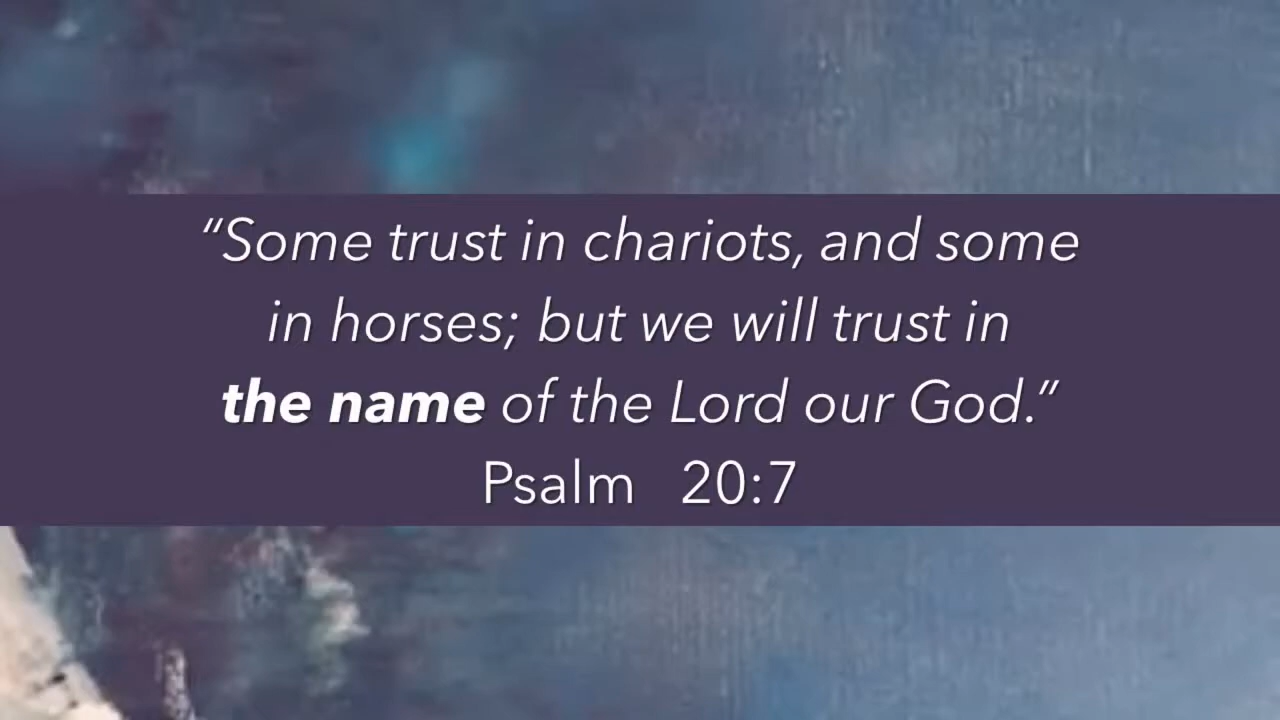 “Some trust in chariots, and some
in horses; but we will trust in
the name of the Lord our God.”
Psalm 20:7